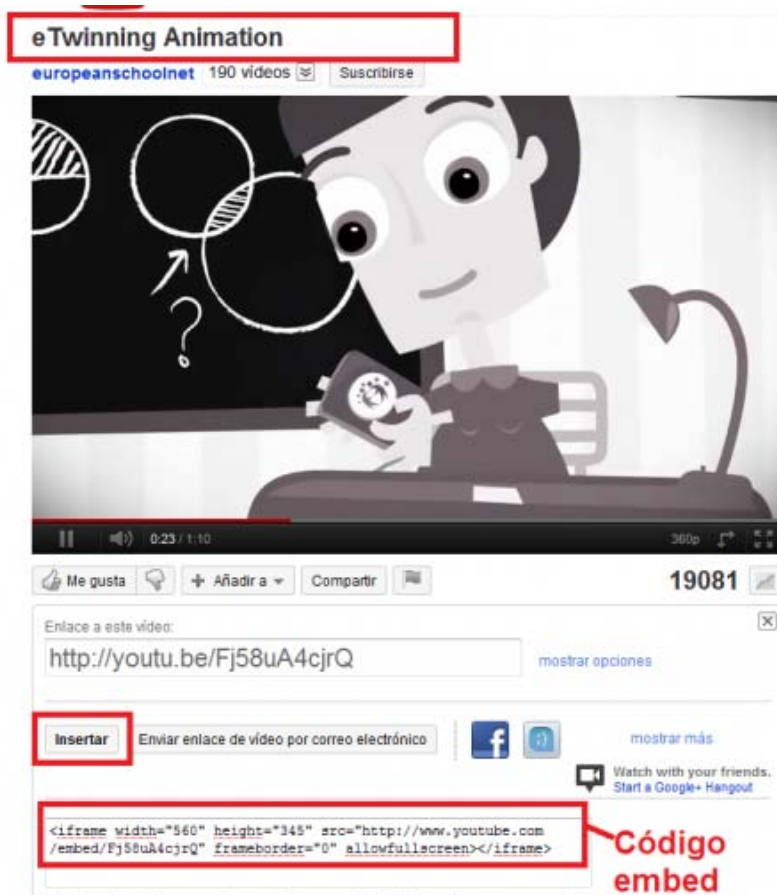 eTwinning Animation
europeanschoolnet 190 vídeos Suscribirse
?
0:23 / 1:10 360p
Me gusta Añadir a Compartir 19081
Enlace a este vídeo:
http://youtu.be/Fj58uA4cjrQ mostrar opciones
Insertar Enviar enlace de vídeo por correo electrónico mostrar más
Watch with your friends.
Start a Google+ Hangout
<iframe width="560" height="345" src="http://www.youtube.com
/embed/Fj58uA4cjrQ" frameborder="0" allowfullscreen></iframe>
Código
embed